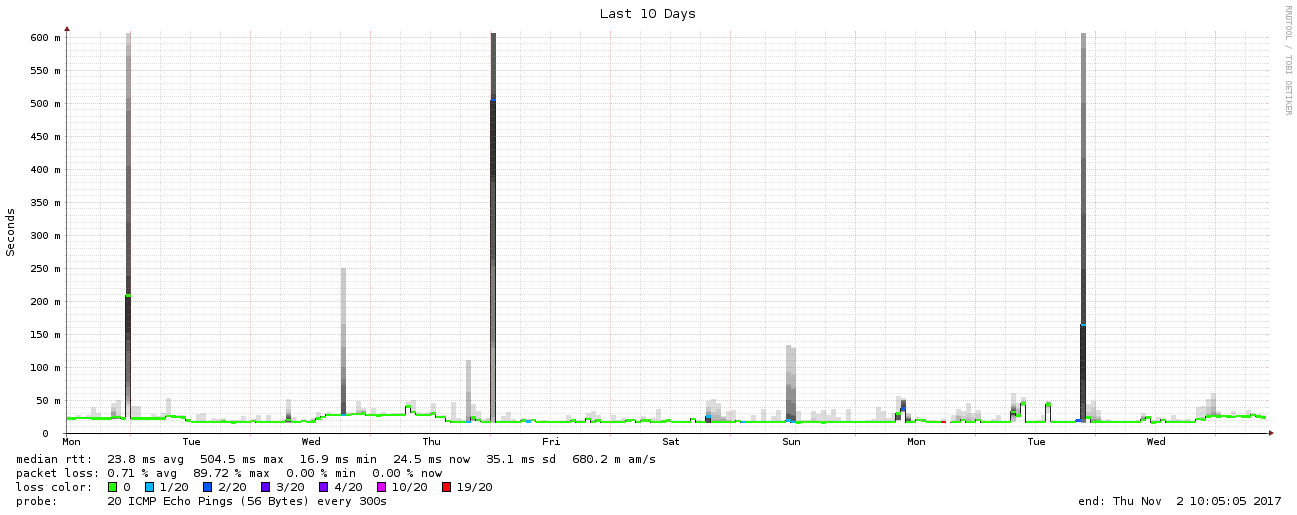 Last 10 Days
RRDTOOL / TOBI OETIKER
Seconds
600 m
550 m
500 m
450 m
400 m
350 m
300 m
250 m
200 m
150 m
100 m
50 m
0
Mon Tue Wed Thu Fri Sat Sun Mon Tue Wed
median rtt: 23.8 ms avg 504.5 ms max 16.9 ms min 24.5 ms now 35.1 ms sd 680.2 m am/s
packet loss: 0.71 % avg 89.72 % max 0.00 % min 0.00 % now
loss color: 0 1/20 2/20 3/20 4/20 10/20 19/20
probe: 20 ICMP Echo Pings (56 Bytes) every 300s end: Thu Nov 2 10:05:05 2017